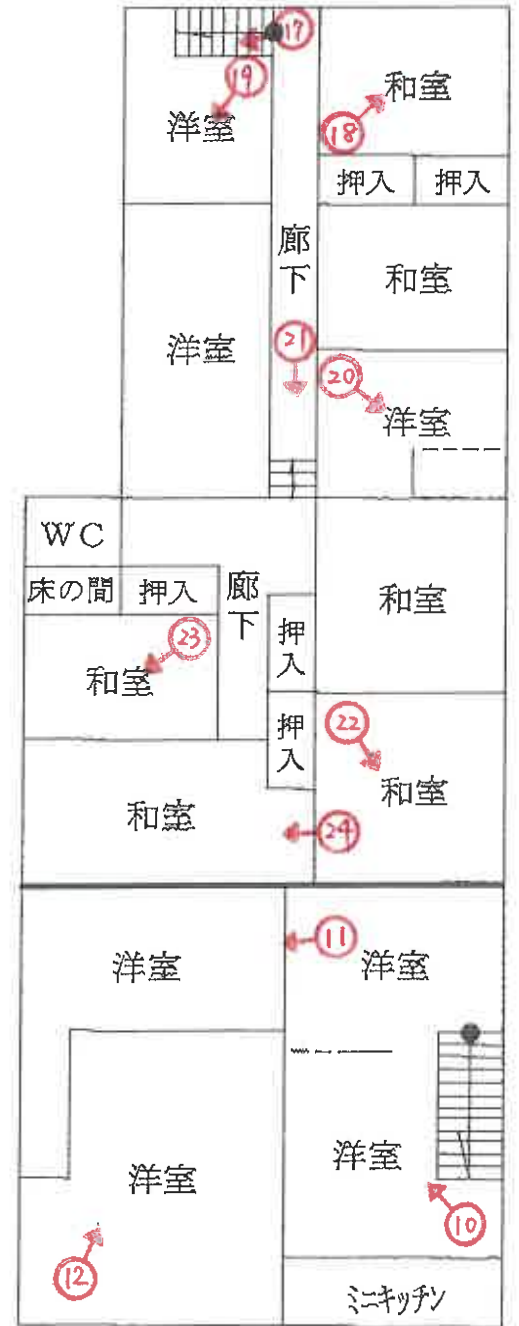 ⑰
⑲
洋室
和室
⑱
押入 押入
廊下
和室
洋室
㉑
⑳
洋室
WC
床の間 押入
廊下
和室
㉓
押入
和室
押入
㉒
和室
和室
㉔
洋室
⑪
洋室
洋室
洋室
⑩
⑫
ミニキッチン